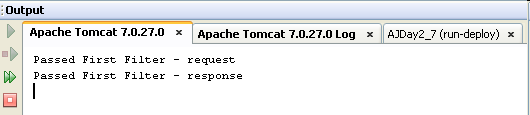 Output
Apache Tomcat 7.0.27.0 × Apache Tomcat 7.0.27.0 Log × AJDay2_7 (run-deploy) ×
Passed First Filter - request
Passed First Filter - response